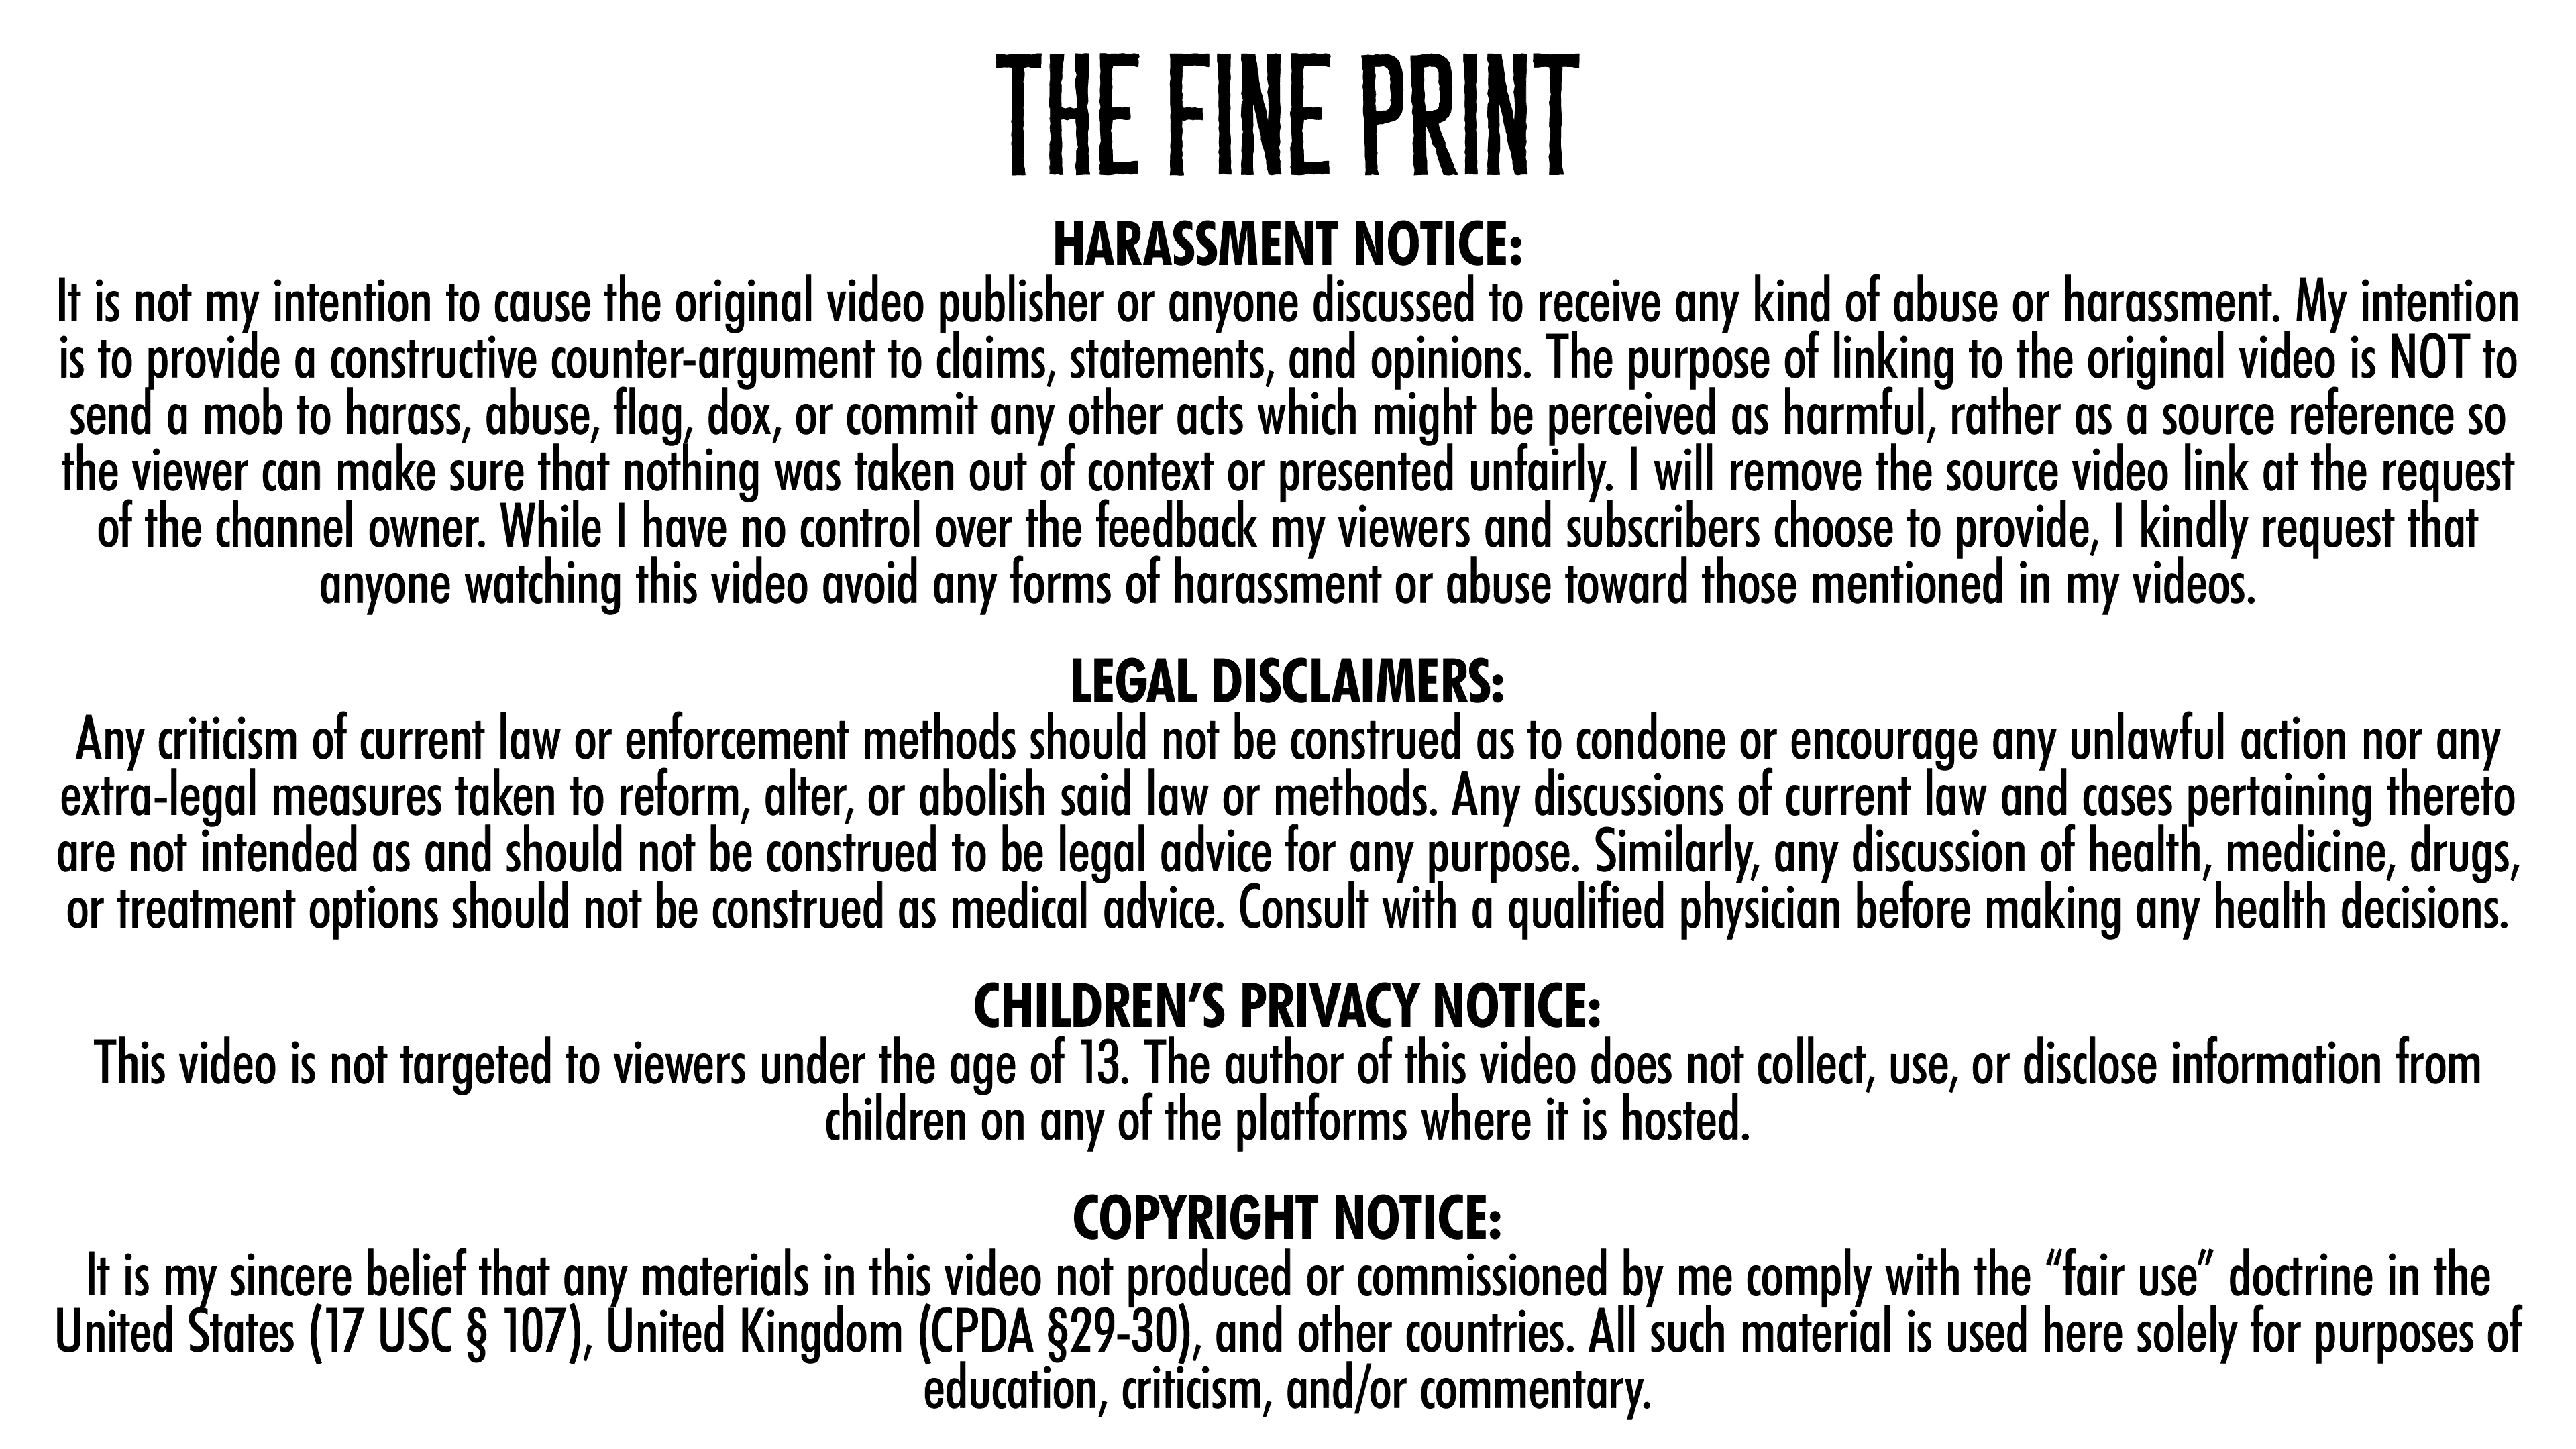 THE FINE PRINT
HARASSMENT NOTICE:
It is not my intention to cause the original video publisher or anyone discussed to receive any kind of abuse or harassment. My intention
is to provide a constructive counter-argument to claims, statements, and opinions. The purpose of linking to the original video is NOT to
send a mob to harass, abuse, flag, dox, or commit any other acts which might be perceived as harmful, rather as a source reference so
the viewer can make sure that nothing was taken out of context or presented unfairly. I will remove the source video link at the request
of the channel owner. While I have no control over the feedback my viewers and subscribers choose to provide, I kindly request that
anyone watching this video avoid any forms of harassment or abuse toward those mentioned in my videos.
LEGAL DISCLAIMERS:
Any criticism of current law or enforcement methods should not be construed as to condone or encourage any unlawful action nor any
extra-legal measures taken to reform, alter, or abolish said law or methods. Any discussions of current law and cases pertaining thereto
are not intended as and should not be construed to be legal advice for any purpose. Similarly, any discussion of health, medicine, drugs,
or treatment options should not be construed as medical advice. Consult with a qualified physician before making any health decisions.
CHILDREN’S PRIVACY NOTICE:
This video is not targeted to viewers under the age of 13. The author of this video does not collect, use, or disclose information from
children on any of the platforms where it is hosted.
COPYRIGHT NOTICE:
It is my sincere belief that any materials in this video not produced or commissioned by me comply with the “fair use” doctrine in the
United States (17 USC § 107), United Kingdom (CPDA §29-30), and other countries. All such material is used here solely for purposes of
education, criticism, and/or commentary.